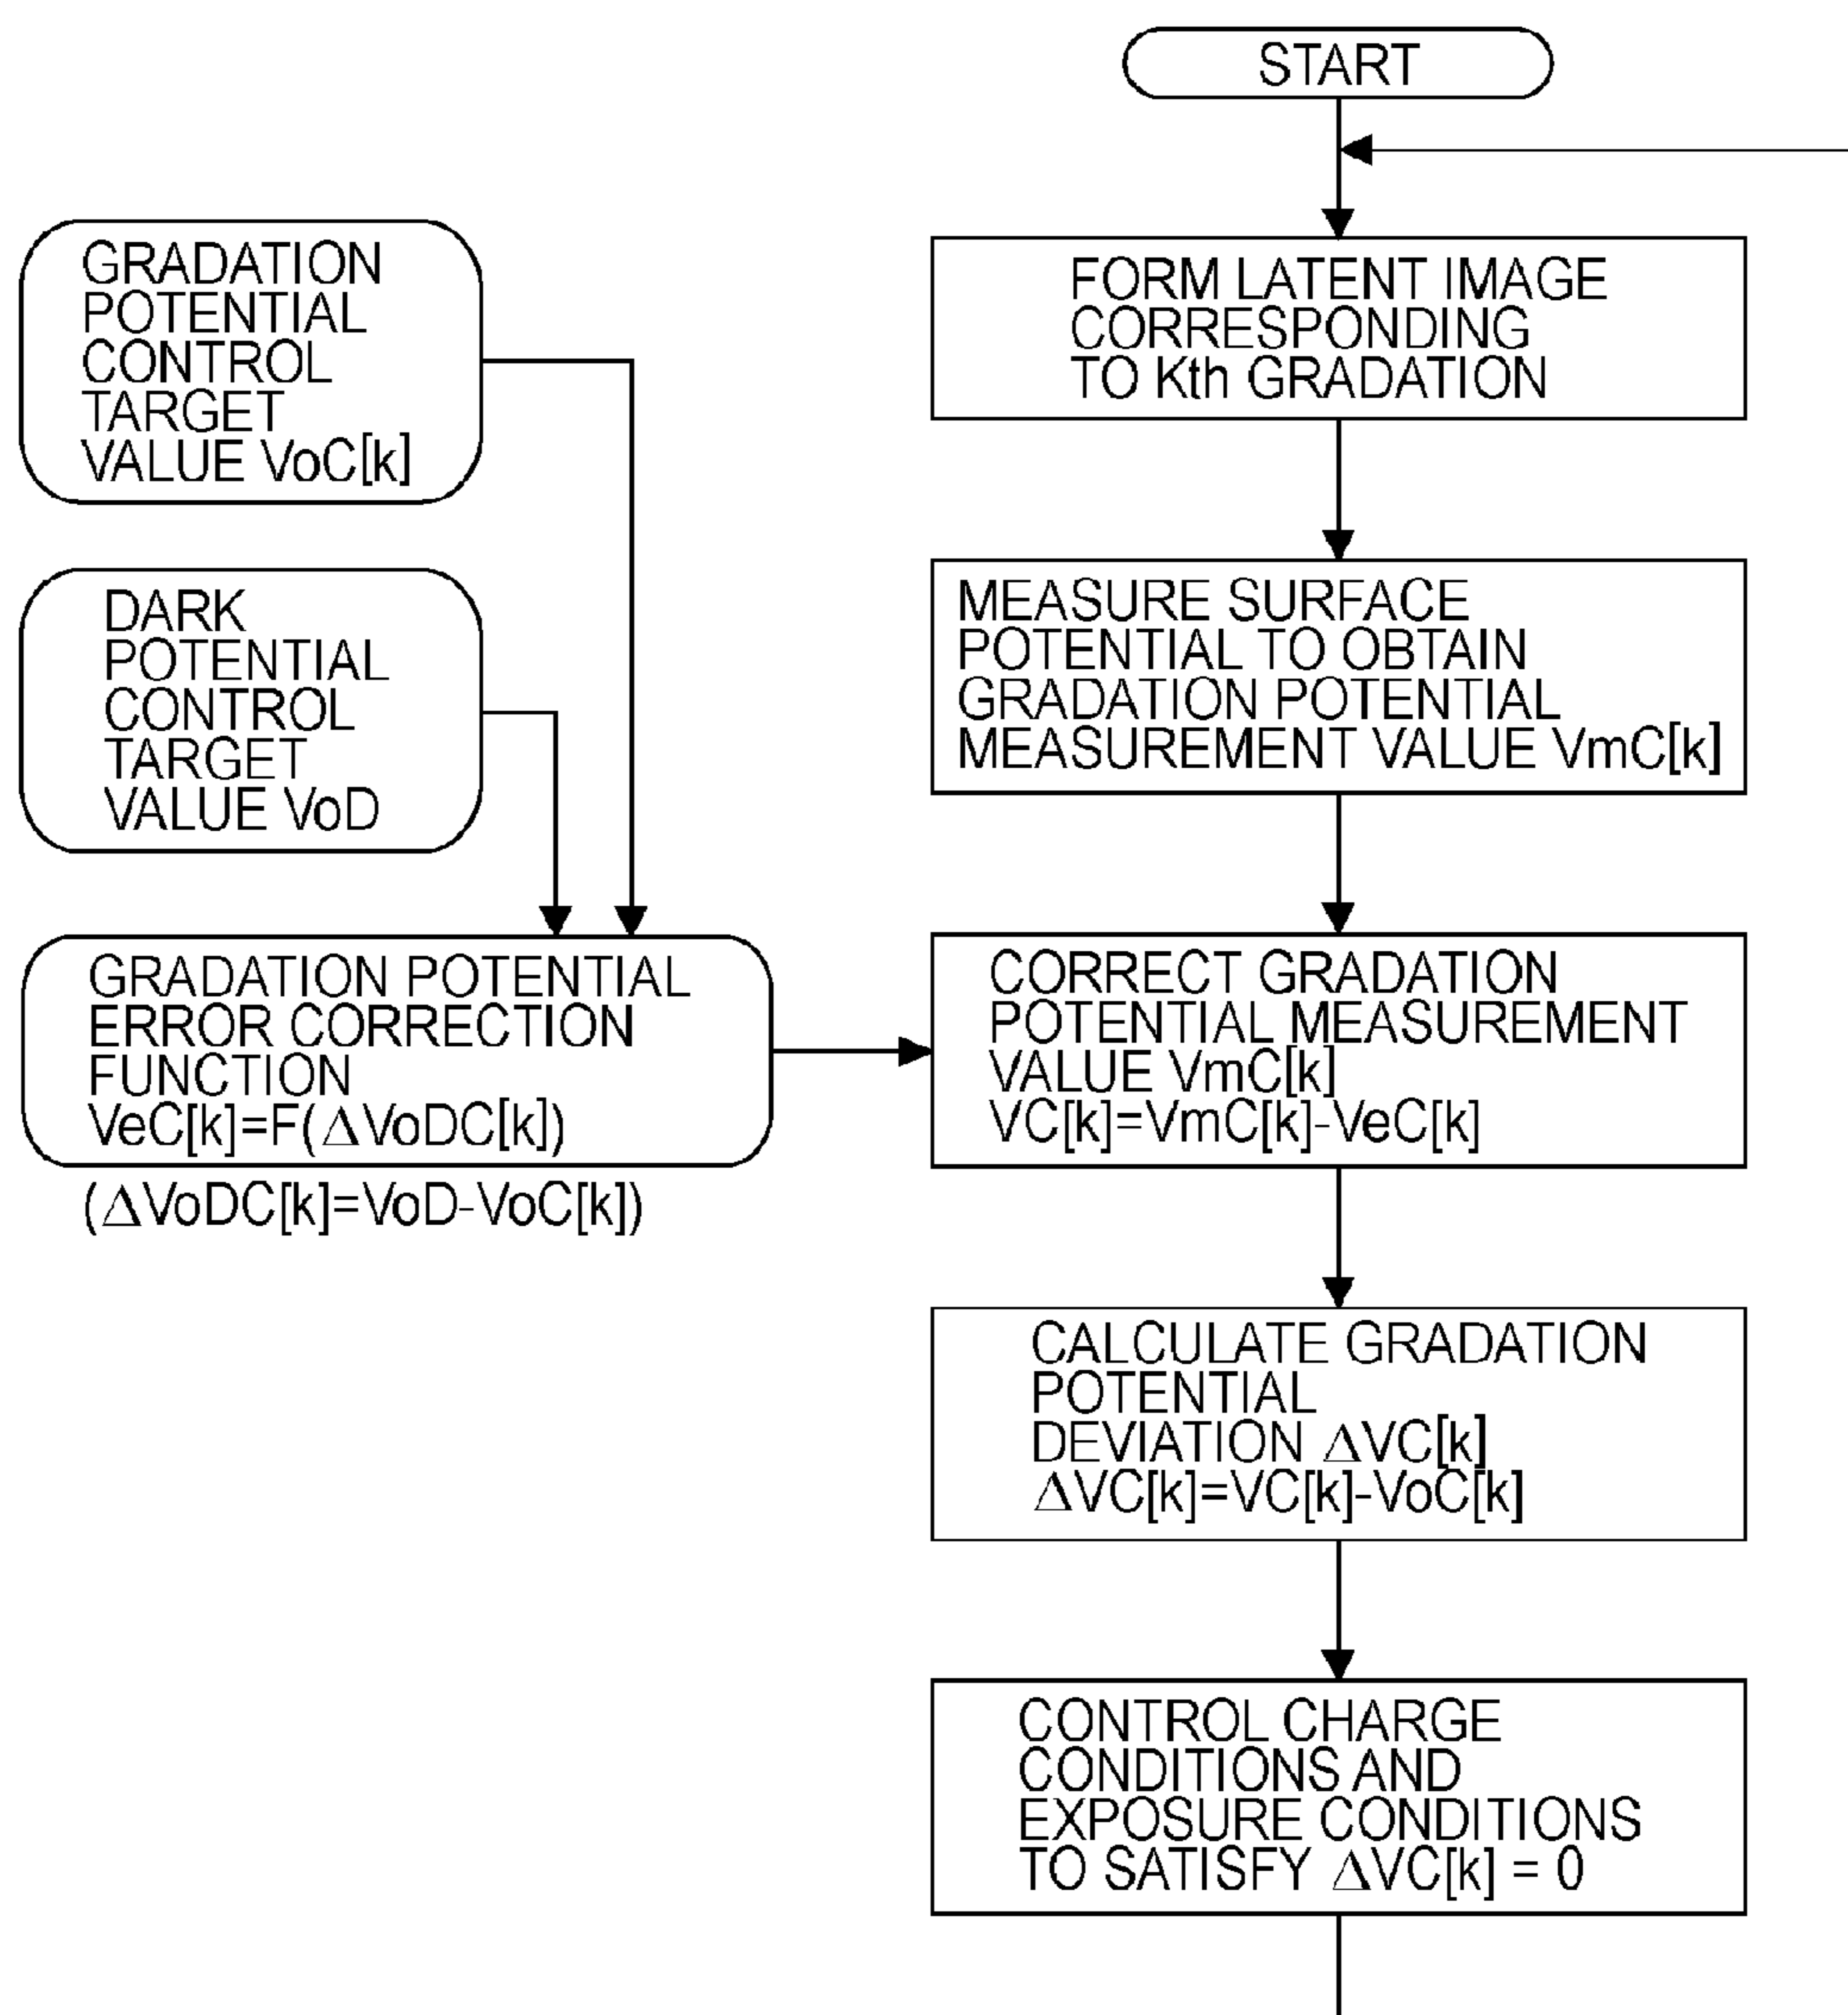 START
FORM LATENT IMAGE
CORRESPONDING
TO Kth GRADATION
GRADATION
POTENTIAL
CONTROL
TARGET
VALUE VoC[k]
MEASURE SURFACE
POTENTIAL TO OBTAIN
GRADATION POTENTIAL
MEASUREMENT VALUE VmC[k]
DARK
POTENTIAL
CONTROL
TARGET
VALUE VoD
GRADATION POTENTIAL
ERROR CORRECTION
FUNCTION
VeC[k]=F(ΔVoDC[k])
(ΔVoDC[k]=VoD-VoC[k])
CORRECT GRADATION
POTENTIAL MEASUREMENT
VALUE VmC[k]
VC[k]=VmC[k]-VeC[k]
CALCULATE GRADATION
POTENTIAL
DEVIATION ΔVC[k]
ΔVC[k]=VC[k]-VoC[k]
CONTROL CHARGE
CONDITIONS AND
EXPOSURE CONDITIONS
TO SATISFY ΔVC[k] = 0